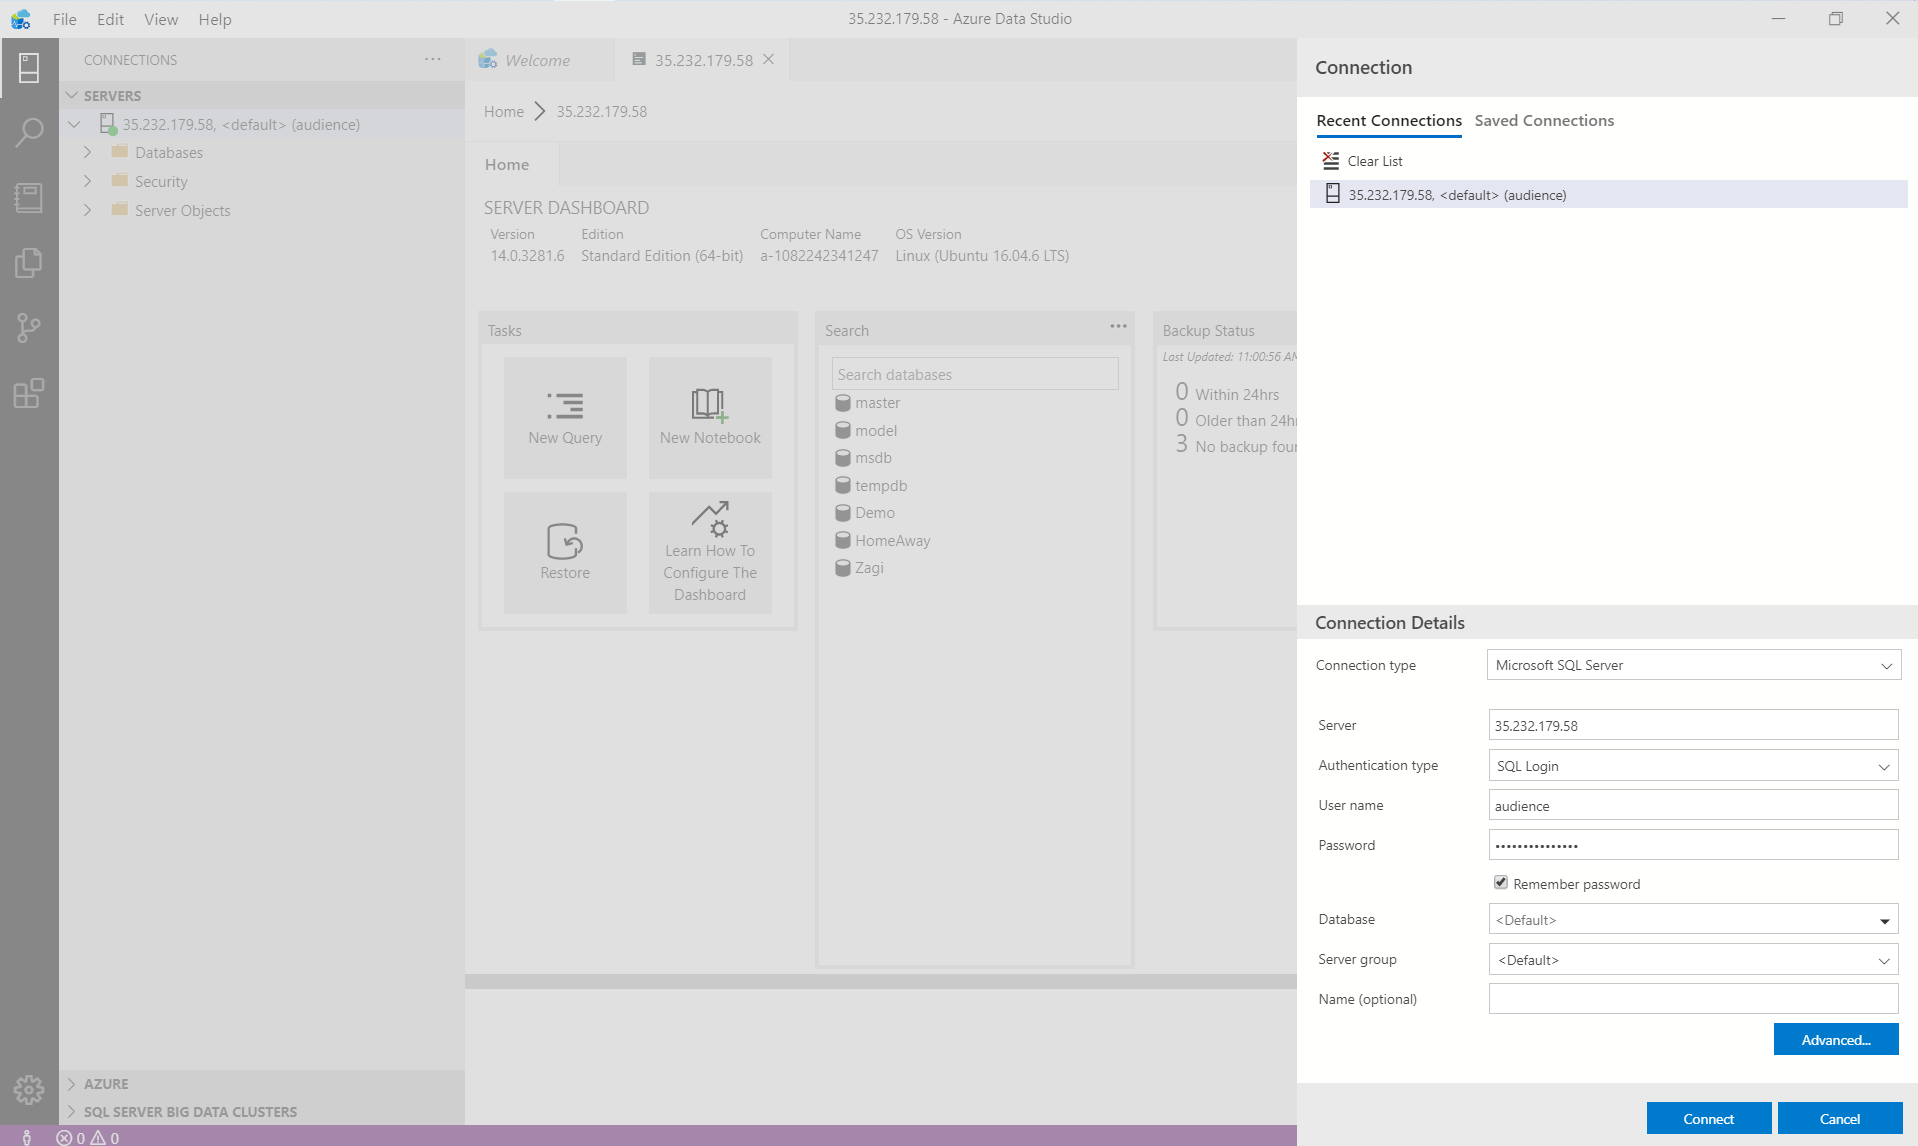 File Edit View Help
35.232.179.58 - Azure Data Studio
CONNECTIONS
SERVERS
35.232.179.58, <default> (audience)
Databases
Security
Server Objects
AZURE
SQL SERVER BIG DATA CLUSTERS
0 0
Welcome
35.232.179.58
Home
35.232.179.58
Home
SERVER DASHBOARD
Version Edition Computer Name OS Version
14.0.3281.6 Standard Edition (64-bit) a-1082242341247 Linux (Ubuntu 16.04.6 LTS)
Tasks
New Query
New Notebook
Restore
Learn How To
Configure The
Dashboard
Search
Search databases
master
model
msdb
tempdb
Demo
HomeAway
Zagi
Backup Status
Last Updated: 11:00:56 AM
0 Within 24hrs
0 Older than 24h
3 No backup four
Connection
Recent Connections Saved Connections
Clear List
35.232.179.58, <default> (audience)
Connection Details
Connection type Microsoft SQL Server
Server 35.232.179.58
Authentication type SQL Login
User name audience
Password •••••••••••••••
Remember password
Database <Default>
Server group <Default>
Name (optional)
Advanced...
Connect Cancel